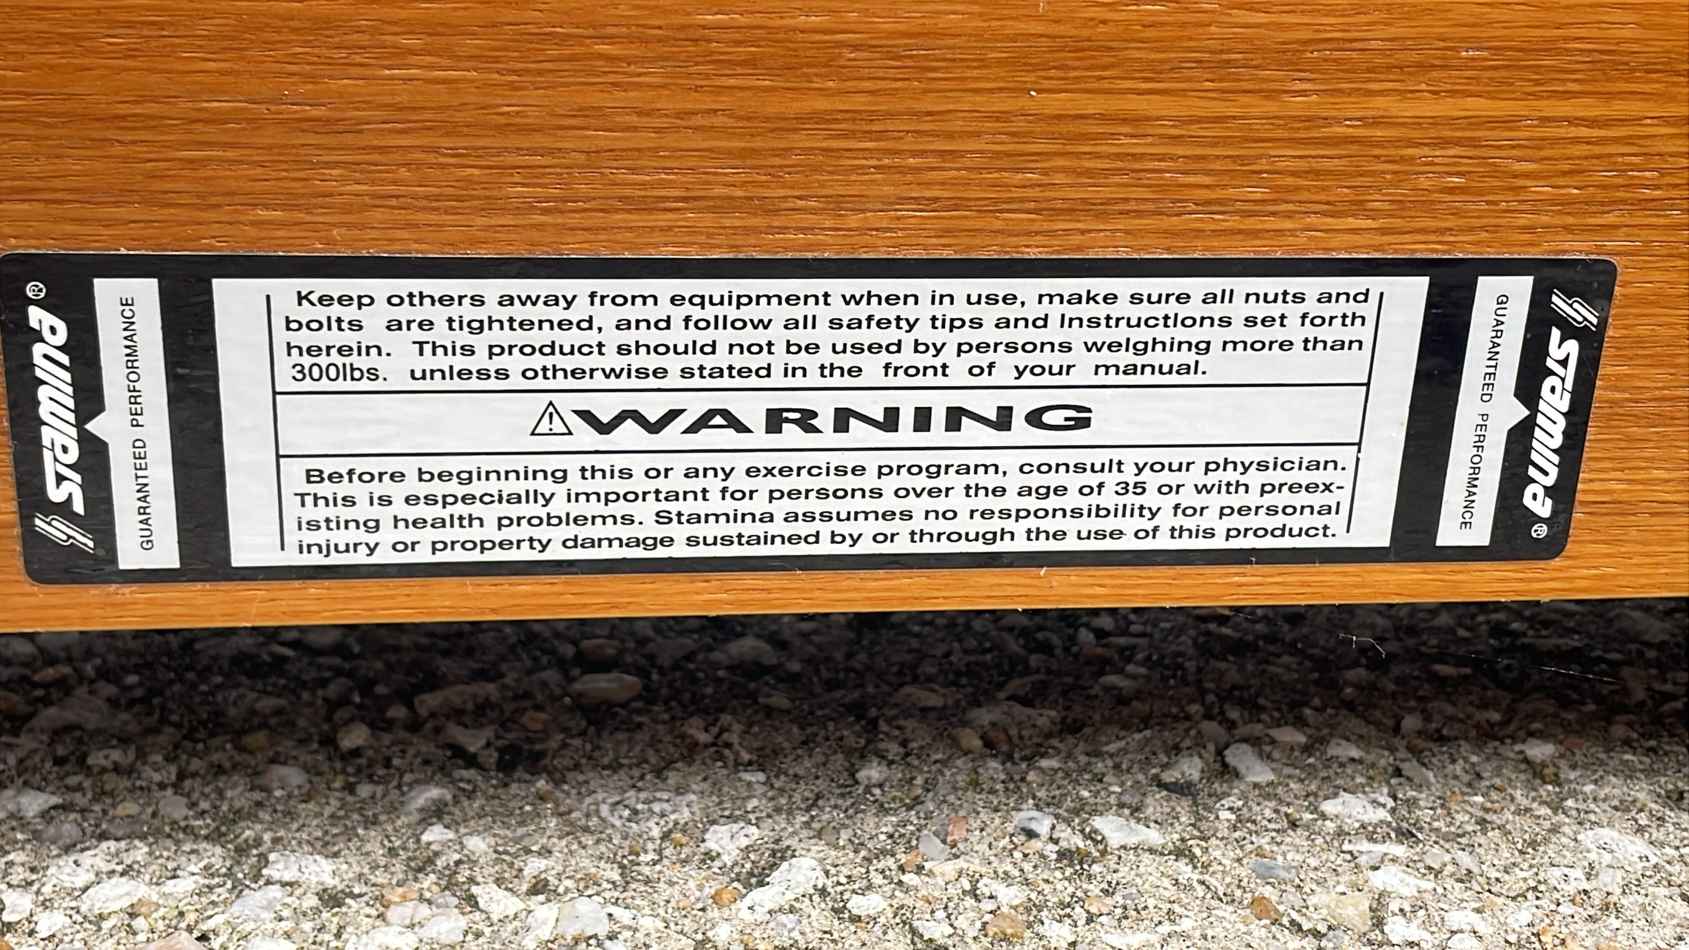 stamina®
GUARANTEED PERFORMANCE
Keep others away from equipment when in use, make sure all nuts and
bolts are tightened, and follow all safety tips and Instructlons set forth
herein. This product should not be used by persons welghing more than
300lbs. unless otherwise stated in the front of your manual.
⚠WARNING
Before beginning this or any exercise program, consult your physician.
This is especially important for persons over the age of 35 or with preex-
isting health problems. Stamina assumes no responsibility for personal
injury or property damage sustained by or through the use of this product.
GUARANTEED PERFORMANCE
stamina®